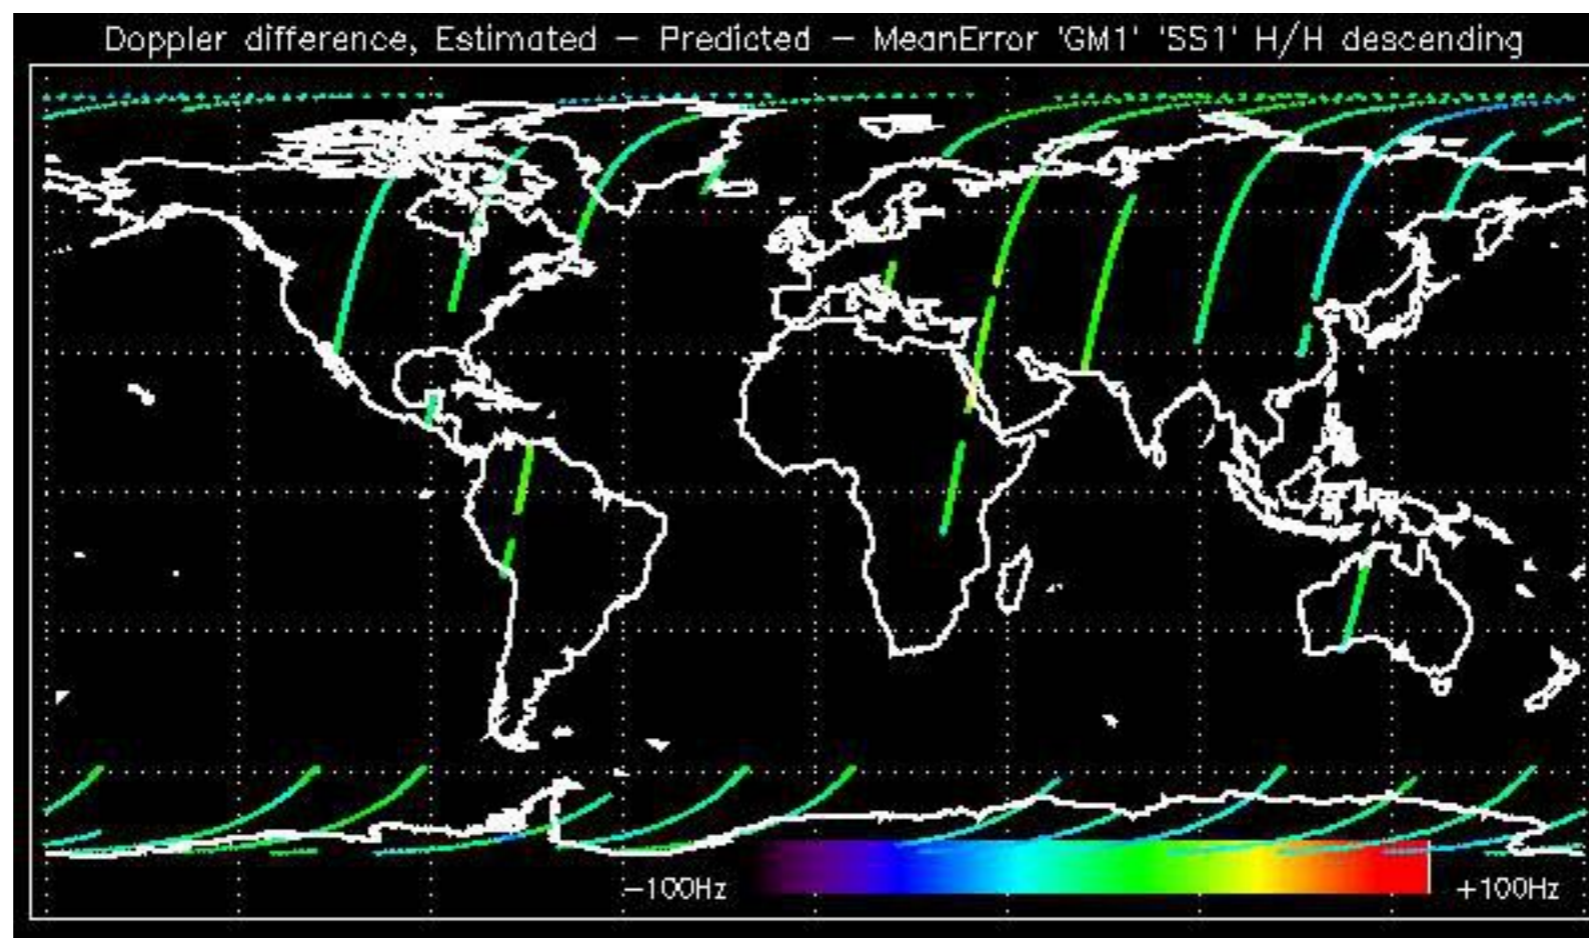 Doppler difference, Estimated – Predicted – MeanError 'GM1' 'SS1' H/H descending
–100Hz +100Hz